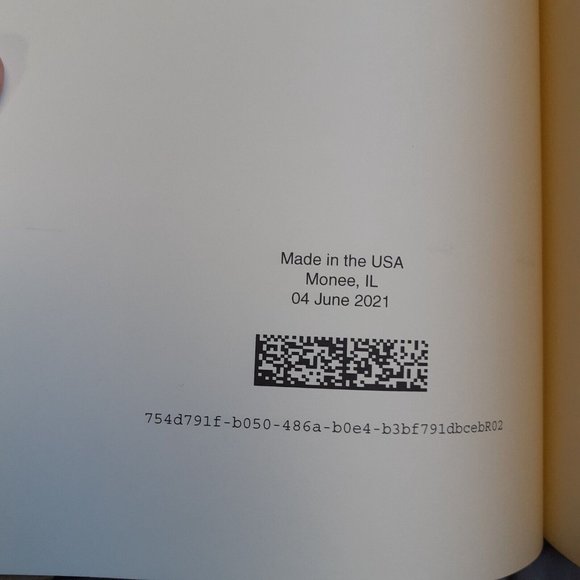 Made in the USA
Monee, IL
04 June 2021
754d791f-b050-486a-b0e4-b3bf791dbcebR02